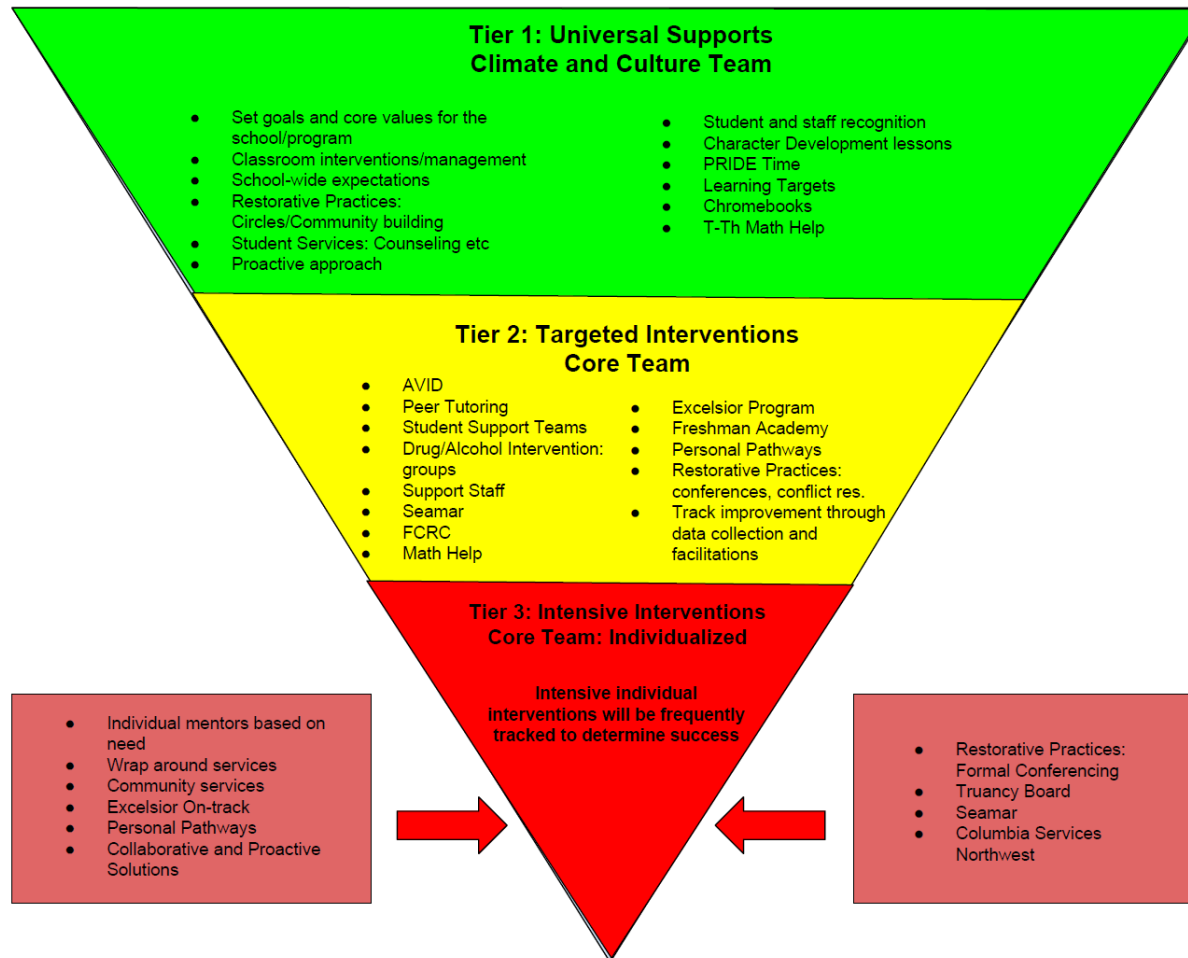 Tier 1: Universal Supports
Climate and Culture Team
● Set goals and core values for the
school/program
● Classroom interventions/management
● School-wide expectations
● Restorative Practices:
Circles/Community building
● Student Services: Counseling etc
● Proactive approach
● Student and staff recognition
● Character Development lessons
● PRIDE Time
● Learning Targets
● Chromebooks
● T-Th Math Help
Tier 2: Targeted Interventions
Core Team
● AVID
● Peer Tutoring
● Student Support Teams
● Drug/Alcohol Intervention:
groups
● Support Staff
● Seamar
● FCRC
● Math Help
● Excelsior Program
● Freshman Academy
● Personal Pathways
● Restorative Practices:
conferences, conflict res.
● Track improvement through
data collection and
facilitations
Tier 3: Intensive Interventions
Core Team: Individualized
Intensive individual
interventions will be frequently
tracked to determine success
● Individual mentors based on
need
● Wrap around services
● Community services
● Excelsior On-track
● Personal Pathways
● Collaborative and Proactive
Solutions
● Restorative Practices:
Formal Conferencing
● Truancy Board
● Seamar
● Columbia Services
Northwest